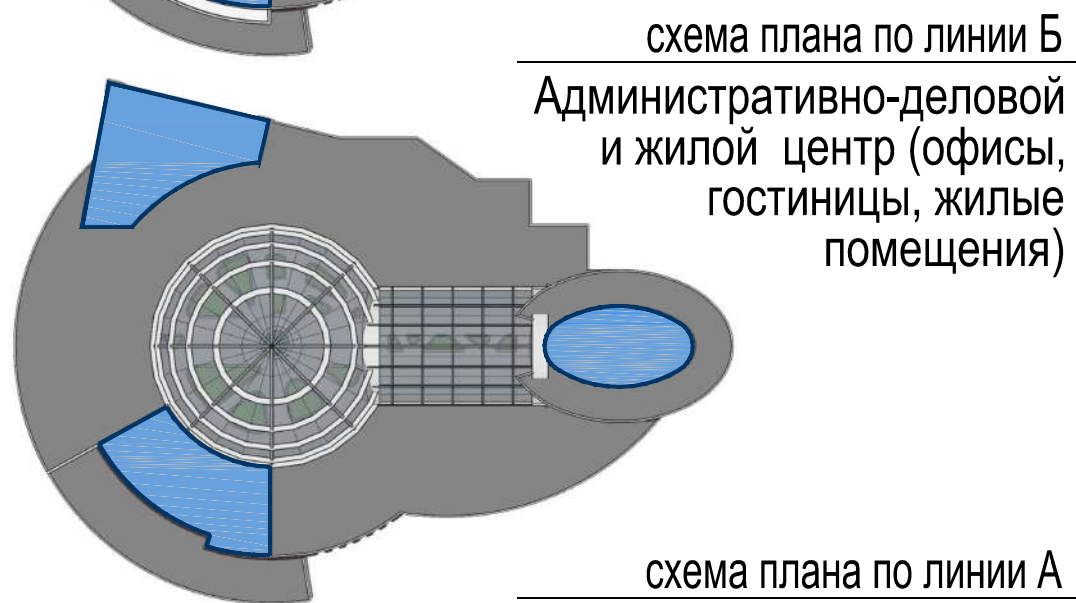 схема плана по линии Б
Административно-деловой
и жилой центр (офисы,
гостиницы, жилые
помещения)
схема плана по линии А